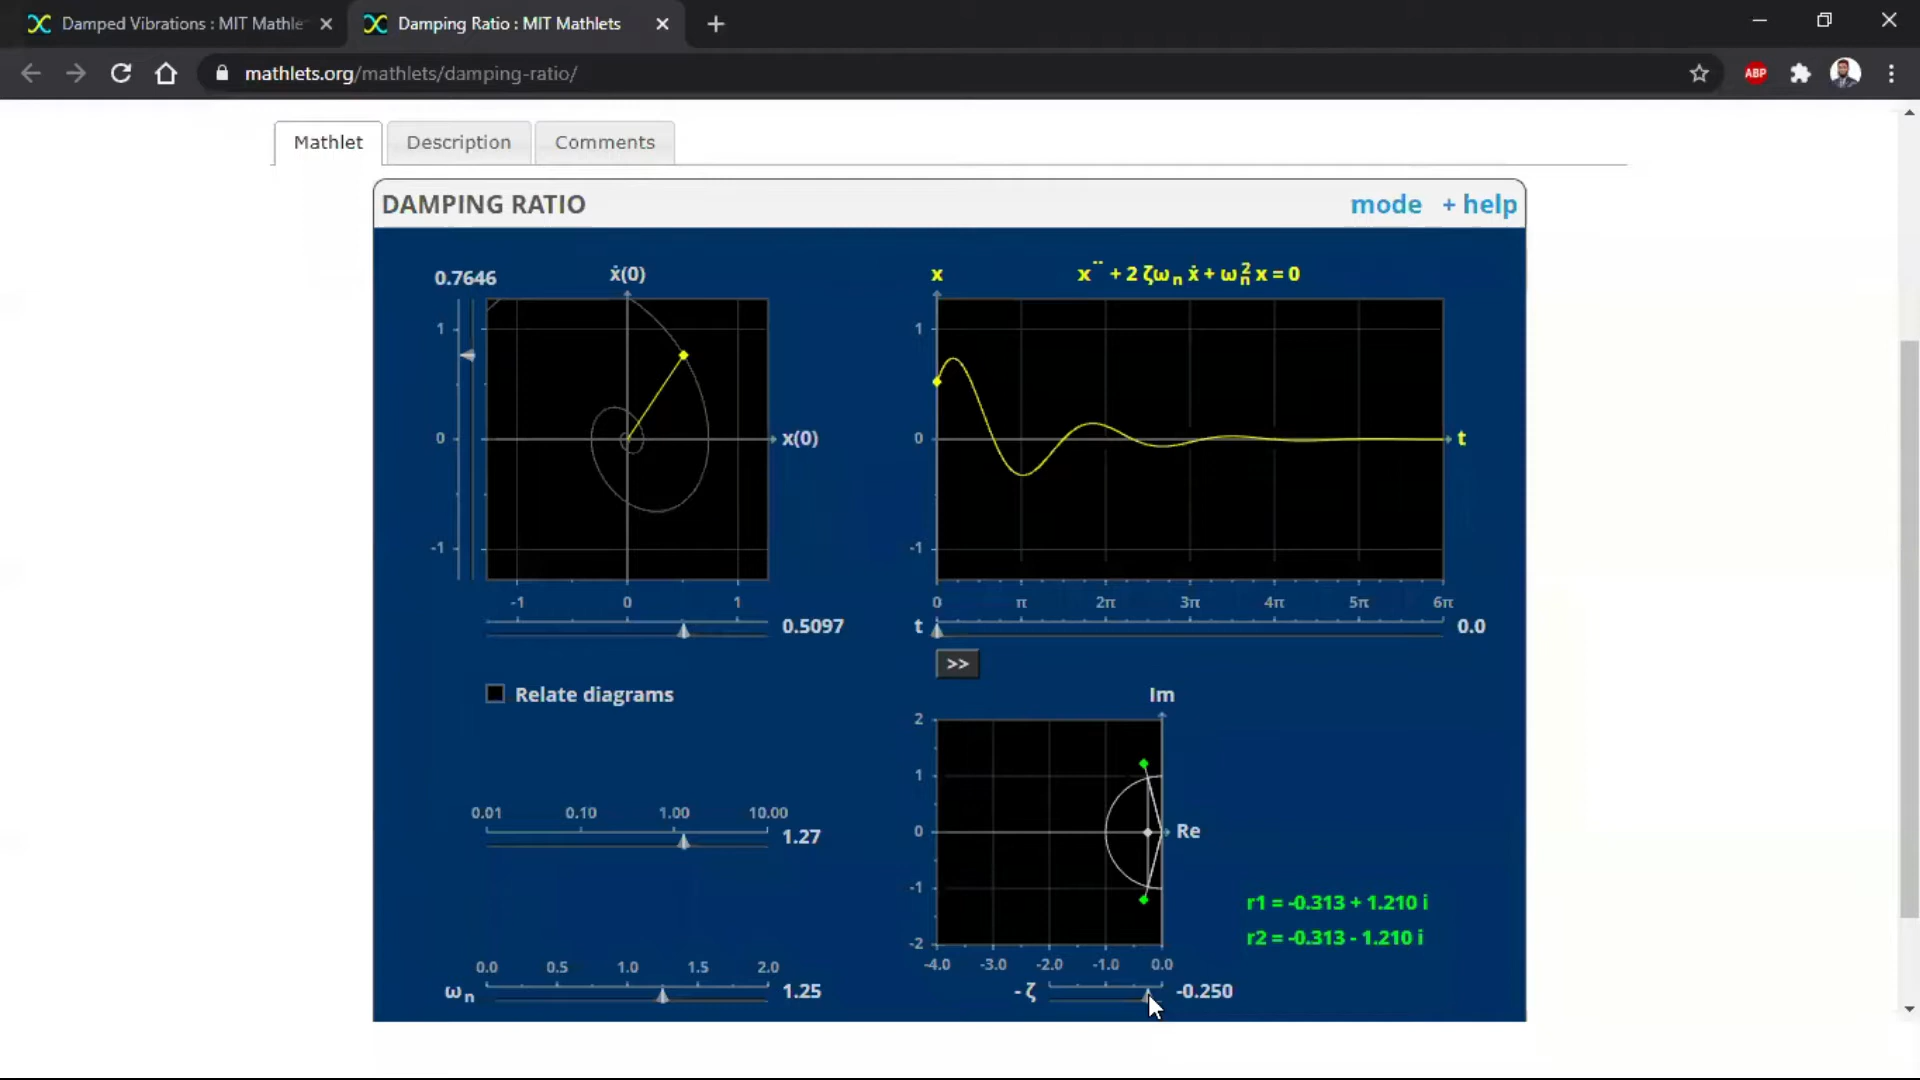 Damped Vibrations : MIT Mathle
Damping Ratio : MIT Mathlets
mathlets.org/mathlets/damping-ratio/
ABP
Mathlet
Description
Comments
DAMPING RATIO
mode + help
0.7646
ẋ(0)
1
0
-1
x(0)
-1 0 1
0.5097
x
ẍ + 2 ζωₙ ẋ + ωₙ² x = 0
1
0
-1
t
0 π 2π 3π 4π 5π 6π
t
0.0
>>
Relate diagrams
0.01 0.10 1.00 10.00
1.27
0.0 0.5 1.0 1.5 2.0
ωₙ
1.25
Im
2
1
0
-1
-2
Re
-4.0 -3.0 -2.0 -1.0 0.0
- ζ
-0.250
r1 = -0.313 + 1.210 i
r2 = -0.313 - 1.210 i